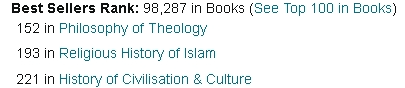 Best Sellers Rank: 98,287 in Books (See Top 100 in Books)
152 in Philosophy of Theology
193 in Religious History of Islam
221 in History of Civilisation & Culture